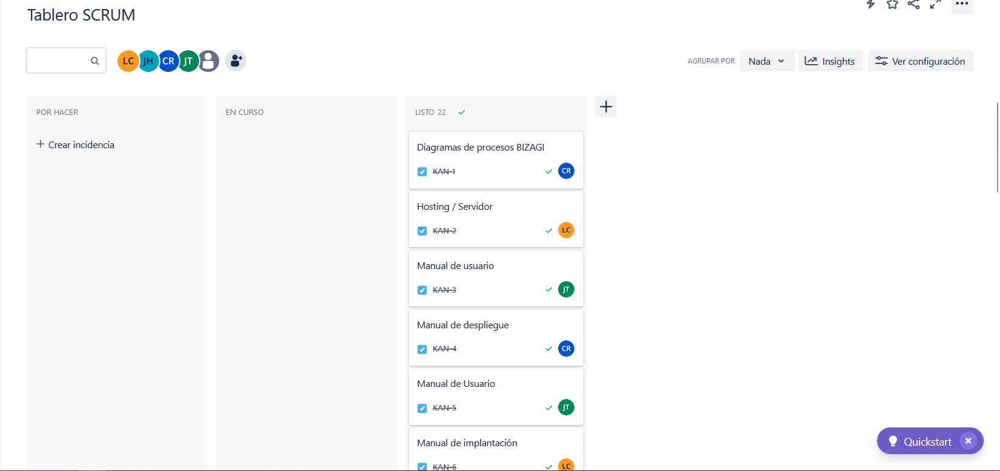 Tablero SCRUM
LC JH CR JT
AGRUPAR POR Nada Insights Ver configuración
POR HACER
EN CURSO
LISTO 22
+ Crear incidencia
Diagramas de procesos BIZAGI
KAN-1 CR
Hosting / Servidor
KAN-2 LC
Manual de usuario
KAN-3 JT
Manual de despliegue
KAN-4 CR
Manual de Usuario
KAN-5 JT
Manual de implantación
KAN-6 LC
Quickstart